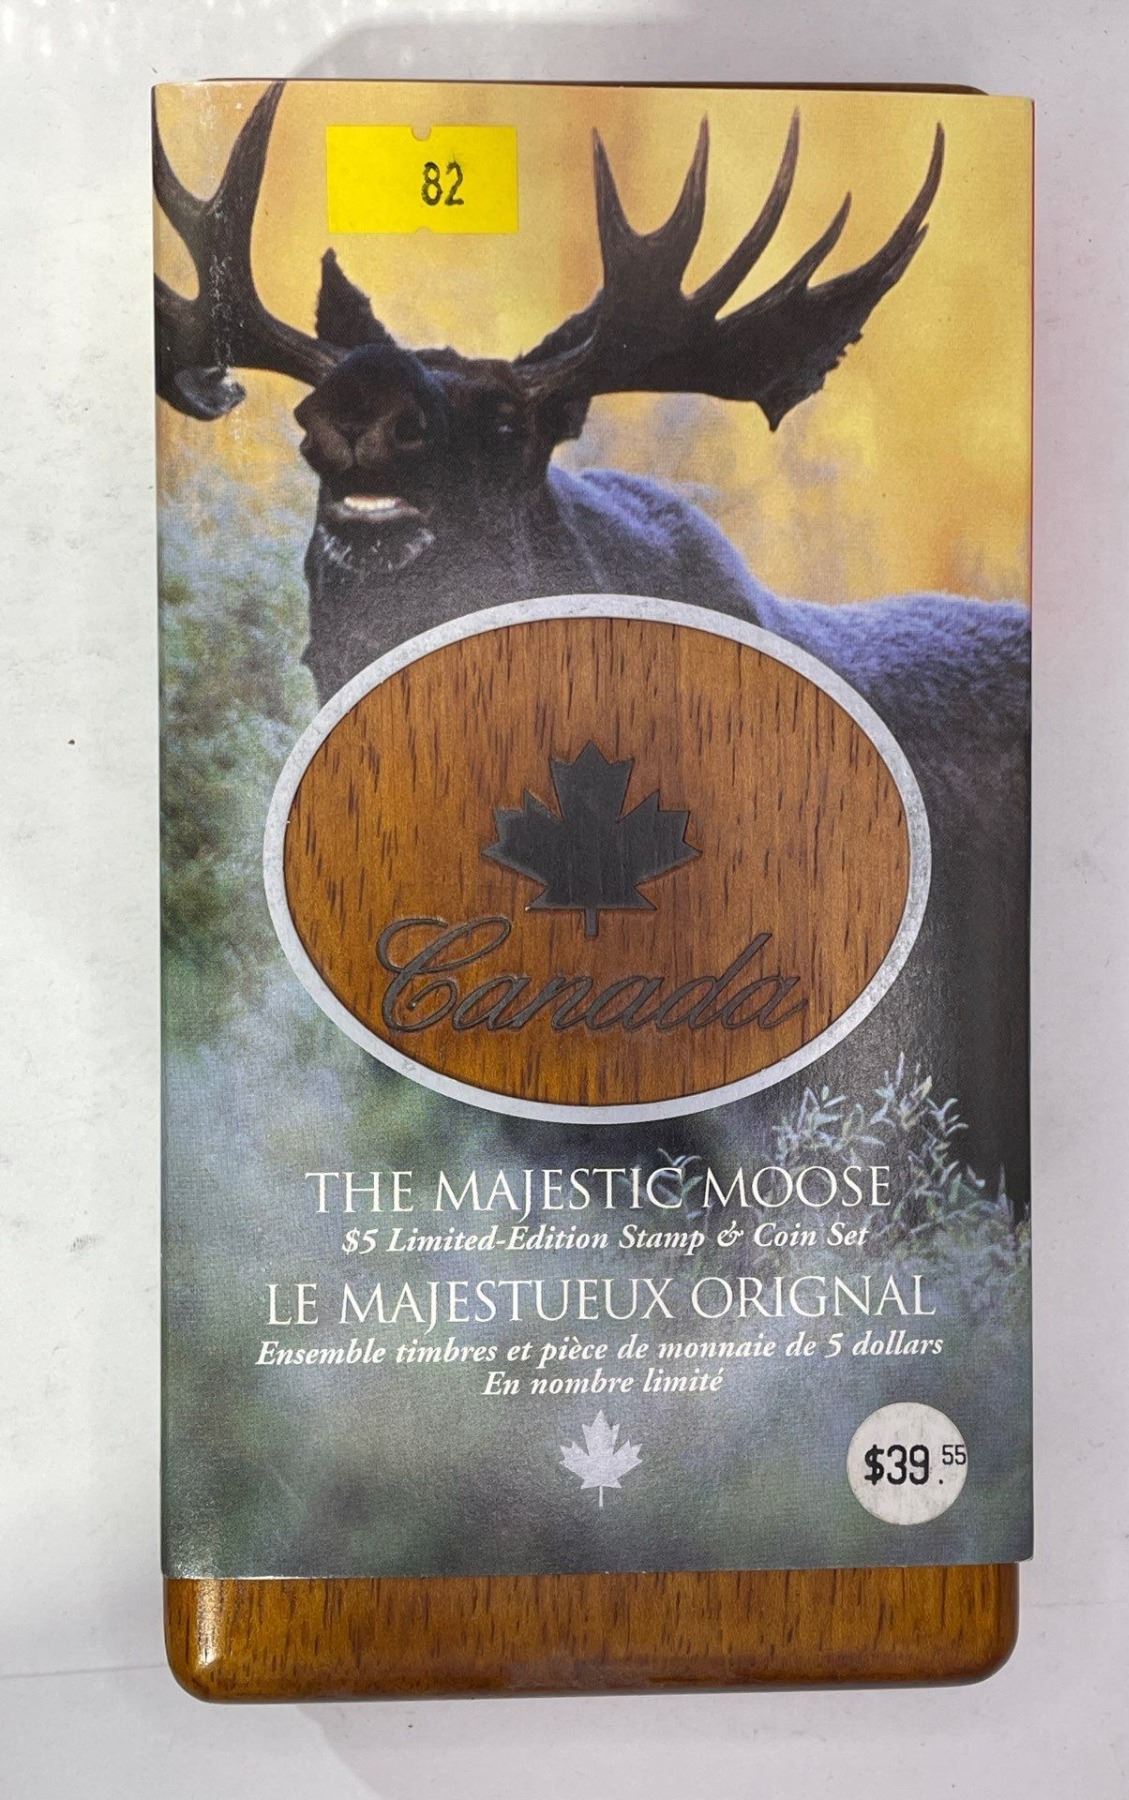 82
Canada
THE MAJESTIC MOOSE
$5 Limited-Edition Stamp & Coin Set
LE MAJESTUEUX ORIGNAL
Ensemble timbres et pièce de monnaie de 5 dollars
En nombre limité
$39.55